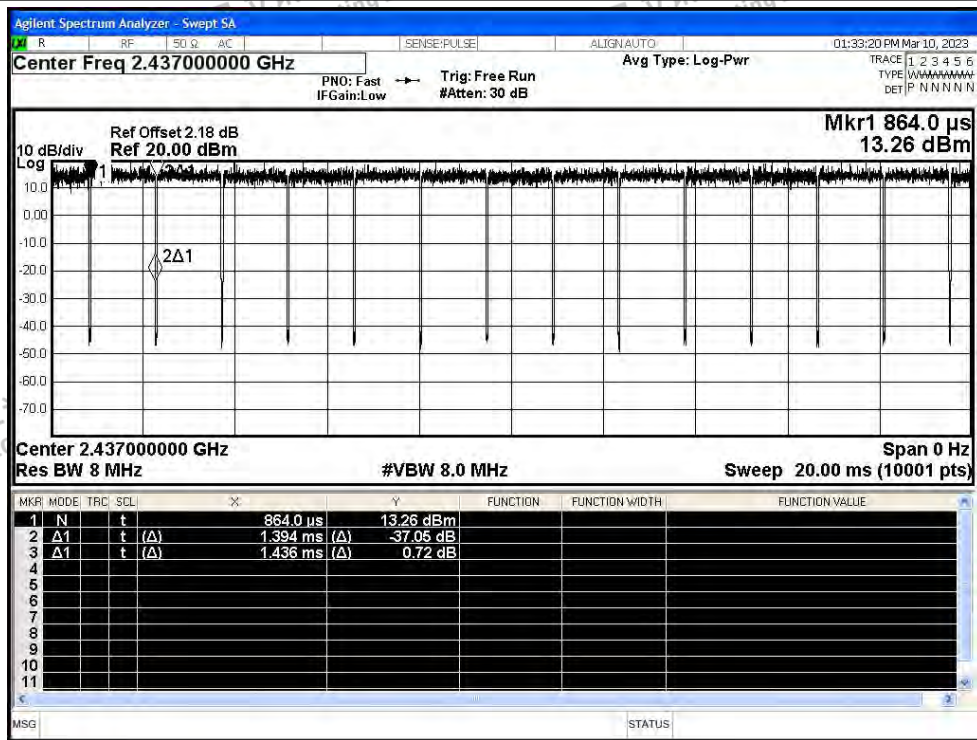 Agilent Spectrum Analyzer - Swept SA
LXI R RF 50 Ω AC SENSE:PULSE ALIGN AUTO 01:33:20 PM Mar 10, 2023
Center Freq 2.437000000 GHz Avg Type: Log-Pwr TRACE 1 2 3 4 5 6
PNO: Fast Trig: Free Run TYPE WWWWWW
IFGain:Low #Atten: 30 dB DET P N N N N N
Mkr1 864.0 µs
Ref Offset 2.18 dB
10 dB/div Ref 20.00 dBm 13.26 dBm
Log
1
3Δ1
10.0
0.00
-10.0
2Δ1
-20.0
-30.0
-40.0
-50.0
-60.0
-70.0
Center 2.437000000 GHz Span 0 Hz
Res BW 8 MHz #VBW 8.0 MHz Sweep 20.00 ms (10001 pts)
MKR MODE TRC SCL X Y FUNCTION FUNCTION WIDTH FUNCTION VALUE
1 N t 864.0 µs 13.26 dBm
2 Δ1 t (Δ) 1.394 ms (Δ) -37.05 dB
3 Δ1 t (Δ) 1.436 ms (Δ) 0.72 dB
4
5
6
7
8
9
10
11
MSG STATUS